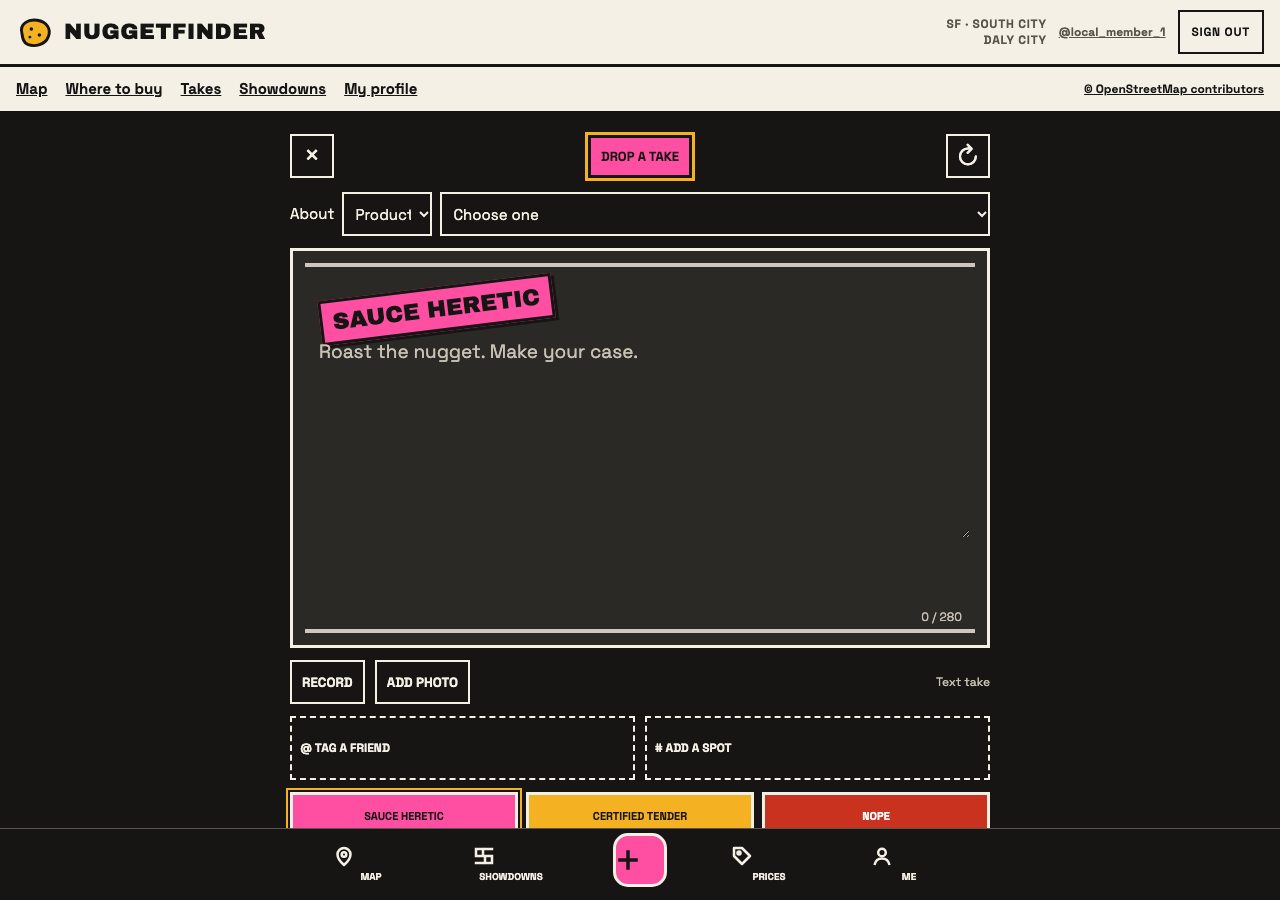 NUGGETFINDER
SF · SOUTH CITY
DALY CITY
@local_member_1
SIGN OUT
Map
Where to buy
Takes
Showdowns
My profile
© OpenStreetMap contributors
×
DROP A TAKE
About
Product
Choose one
SAUCE HERETIC
Roast the nugget. Make your case.
0 / 280
RECORD
ADD PHOTO
Text take
@ TAG A FRIEND
# ADD A SPOT
SAUCE HERETIC
CERTIFIED TENDER
NOPE
MAP
SHOWDOWNS
+
PRICES
ME